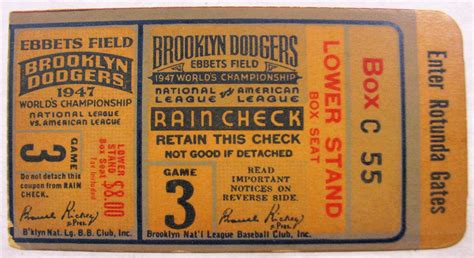 EBBETS FIELD
BROOKLYN
DODGERS
1947
WORLD'S CHAMPIONSHIP
NATIONAL LEAGUE
VS. AMERICAN LEAGUE
GAME
3
LOWER STAND
Box Seat
$8.00
Tax Included
Do not detach this
coupon from RAIN
CHECK.
Branch Rickey
Pres.
B'klyn Nat. Lg. B.B. Club, Inc.
BROOKLYN DODGERS
EBBETS FIELD
1947 WORLD'S CHAMPIONSHIP
NATIONAL VS AMERICAN
LEAGUE LEAGUE
RAIN CHECK
RETAIN THIS CHECK
NOT GOOD IF DETACHED
GAME
3
READ
IMPORTANT
NOTICES ON
REVERSE SIDE.
Branch Rickey
Pres.
Brooklyn Nat'l League Baseball Club, Inc.
LOWER STAND
BOX SEAT
Box C 55
Enter Rotunda Gates